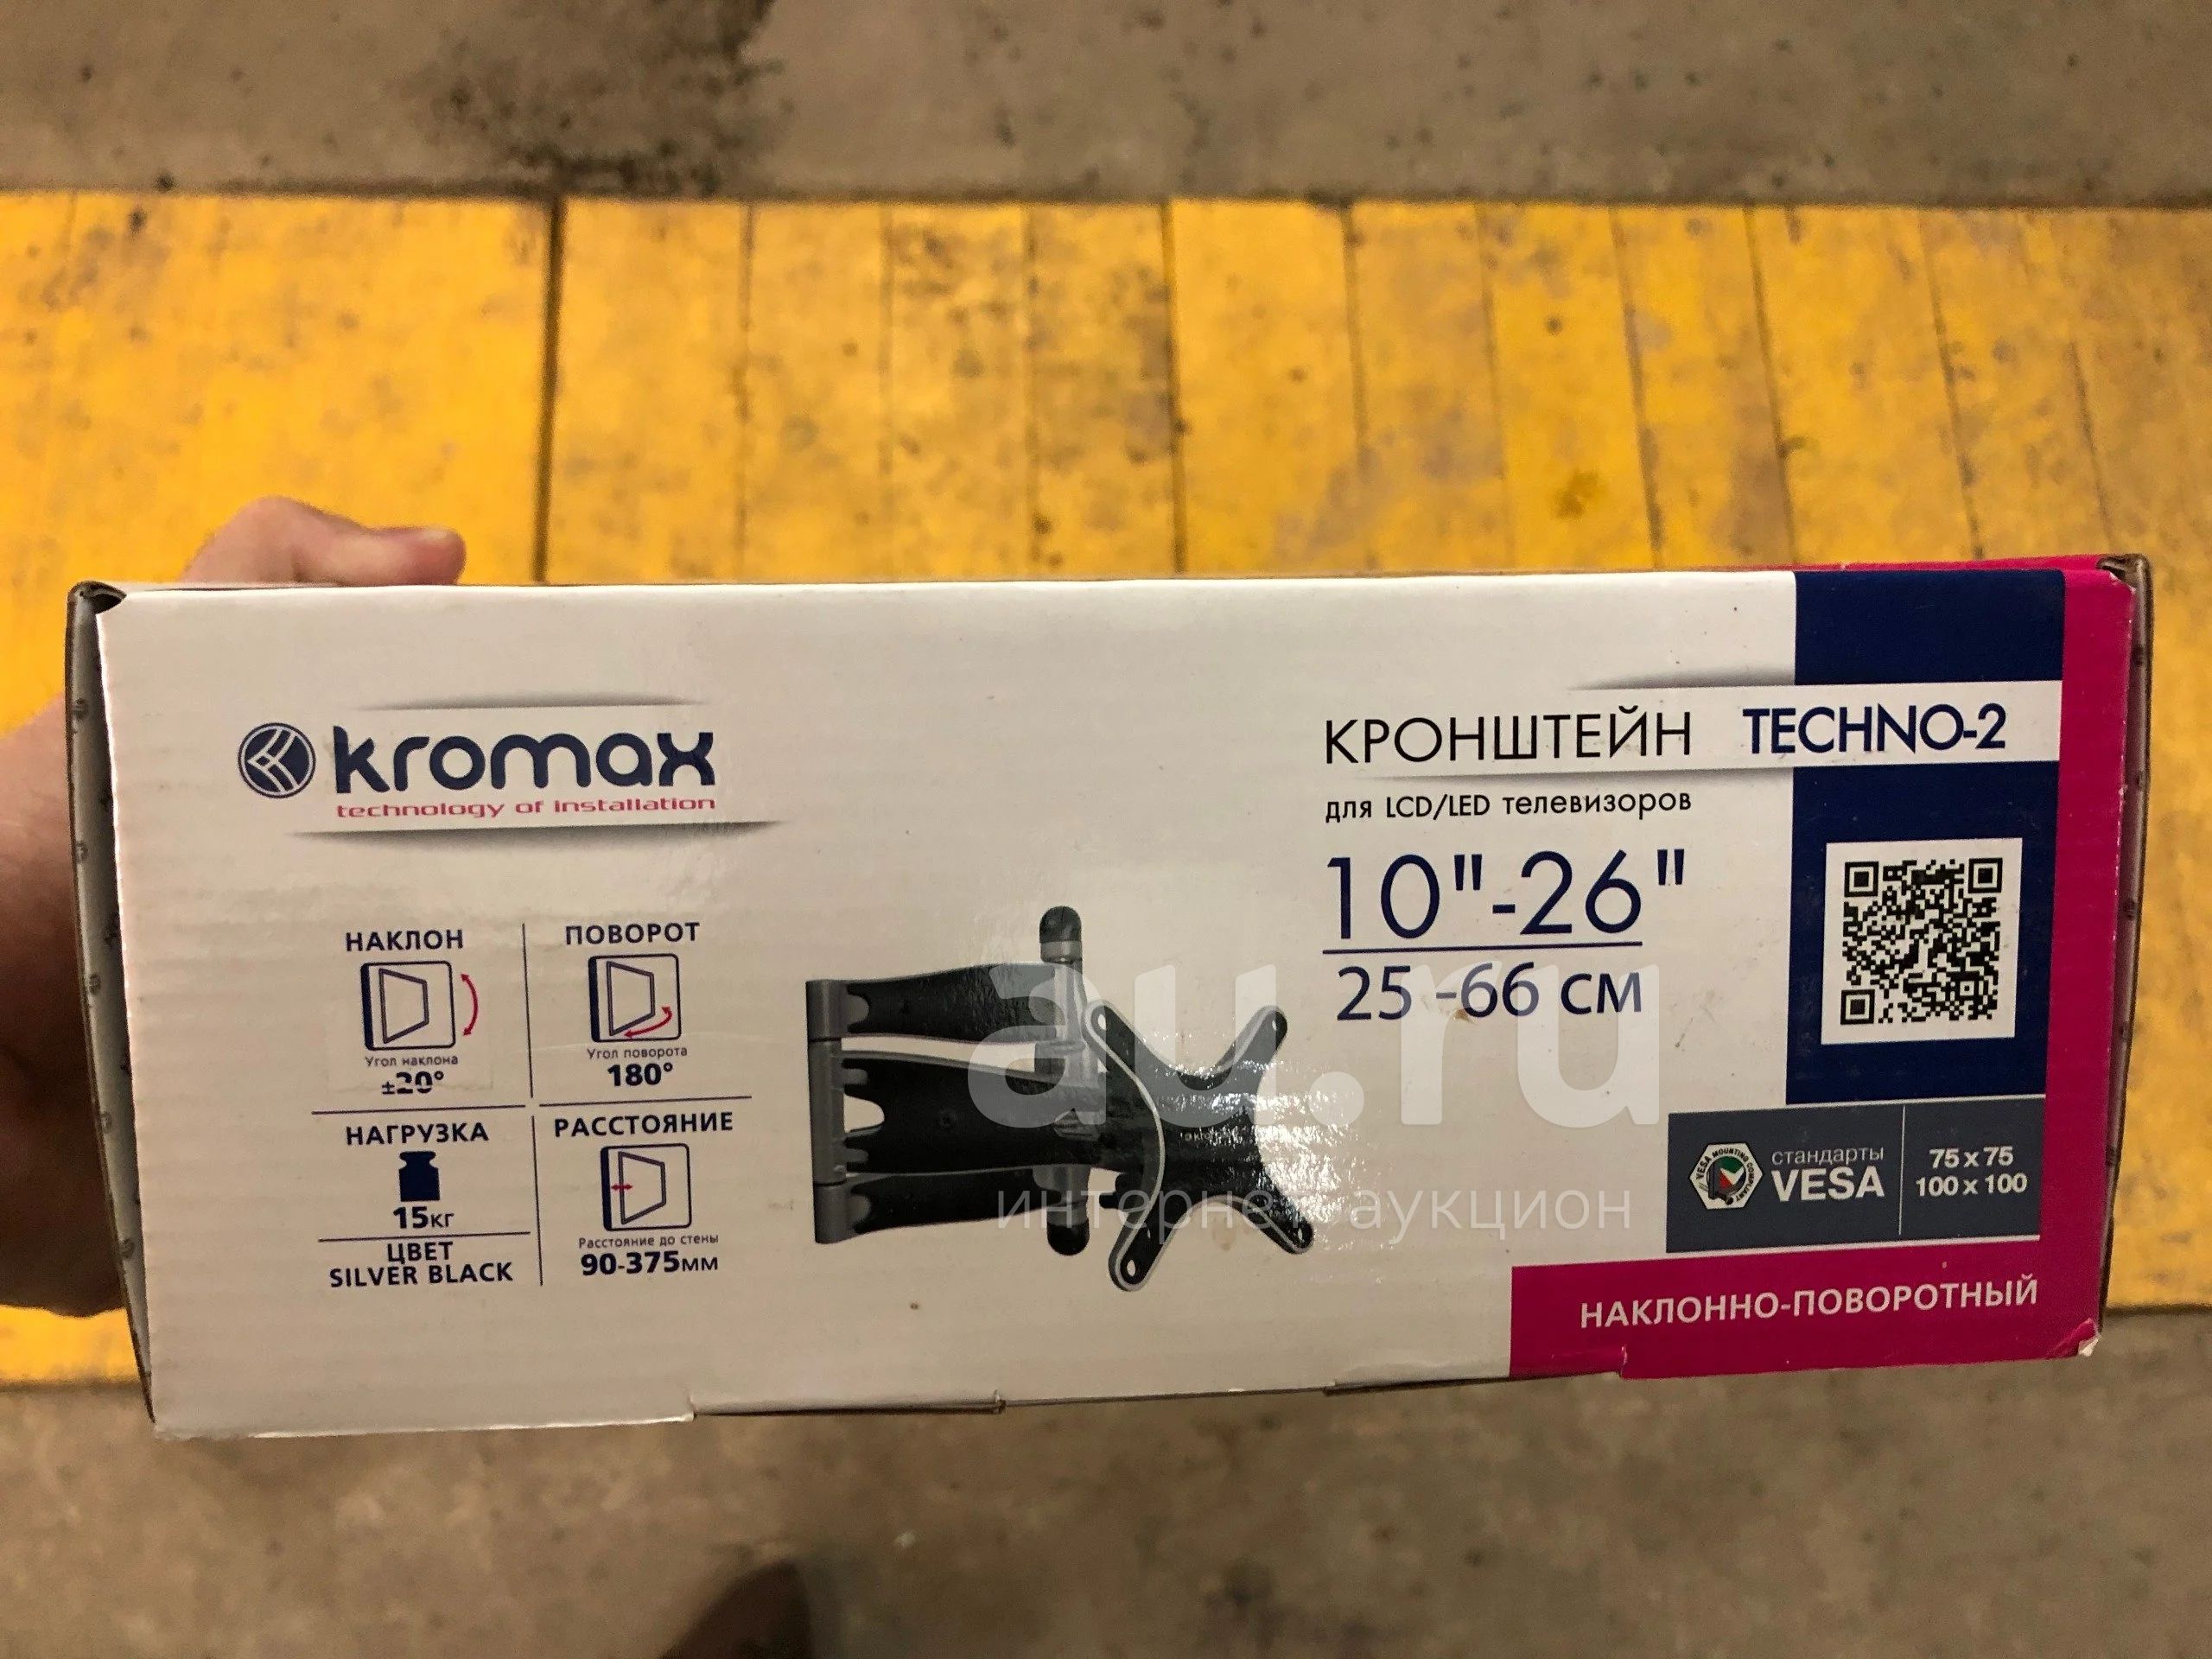 kromax
technology of installation
НАКЛОН
Угол наклона
±20°
ПОВОРОТ
Угол поворота
180°
НАГРУЗКА
15кг
ЦВЕТ
SILVER BLACK
РАССТОЯНИЕ
Расстояние до стены
90-375мм
КРОНШТЕЙН TECHNO-2
для LCD/LED телевизоров
10"-26"
25 -66 см
стандарты
VESA
75 x 75
100 x 100
НАКЛОННО-ПОВОРОТНЫЙ
au.ru
интернет-аукцион